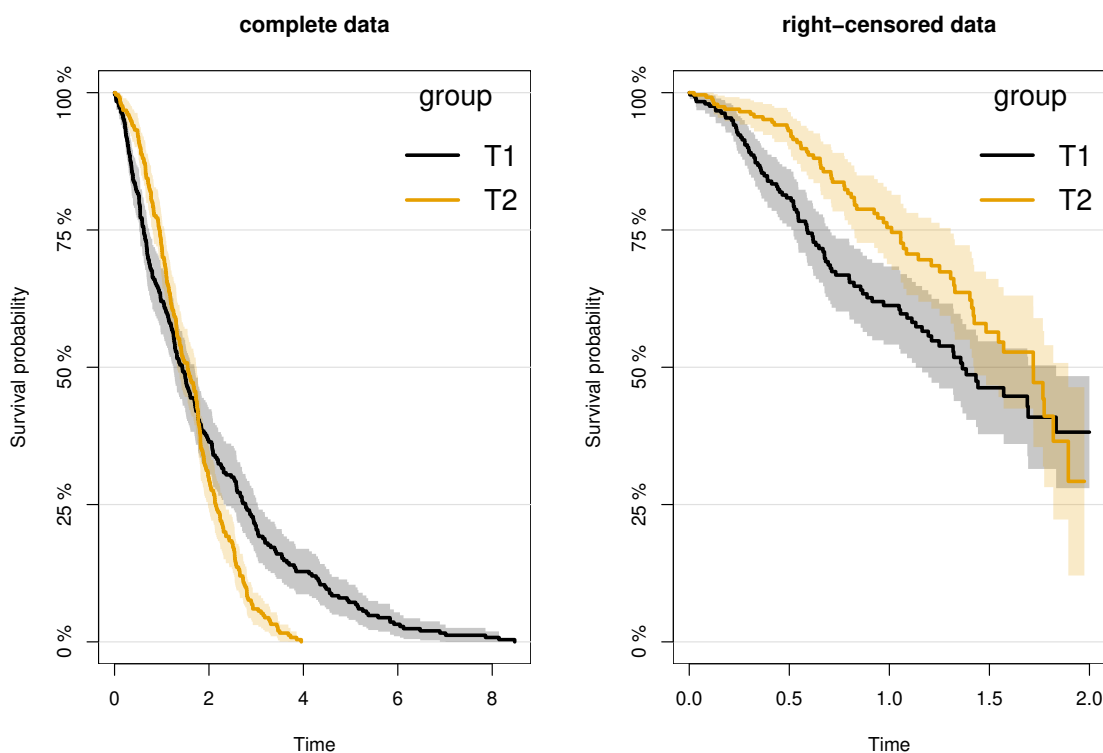 complete data
group
T1
T2
Survival probability
100 %
75 %
50 %
25 %
0 %
0 2 4 6 8
Time
right−censored data
group
T1
T2
Survival probability
100 %
75 %
50 %
25 %
0 %
0.0 0.5 1.0 1.5 2.0
Time